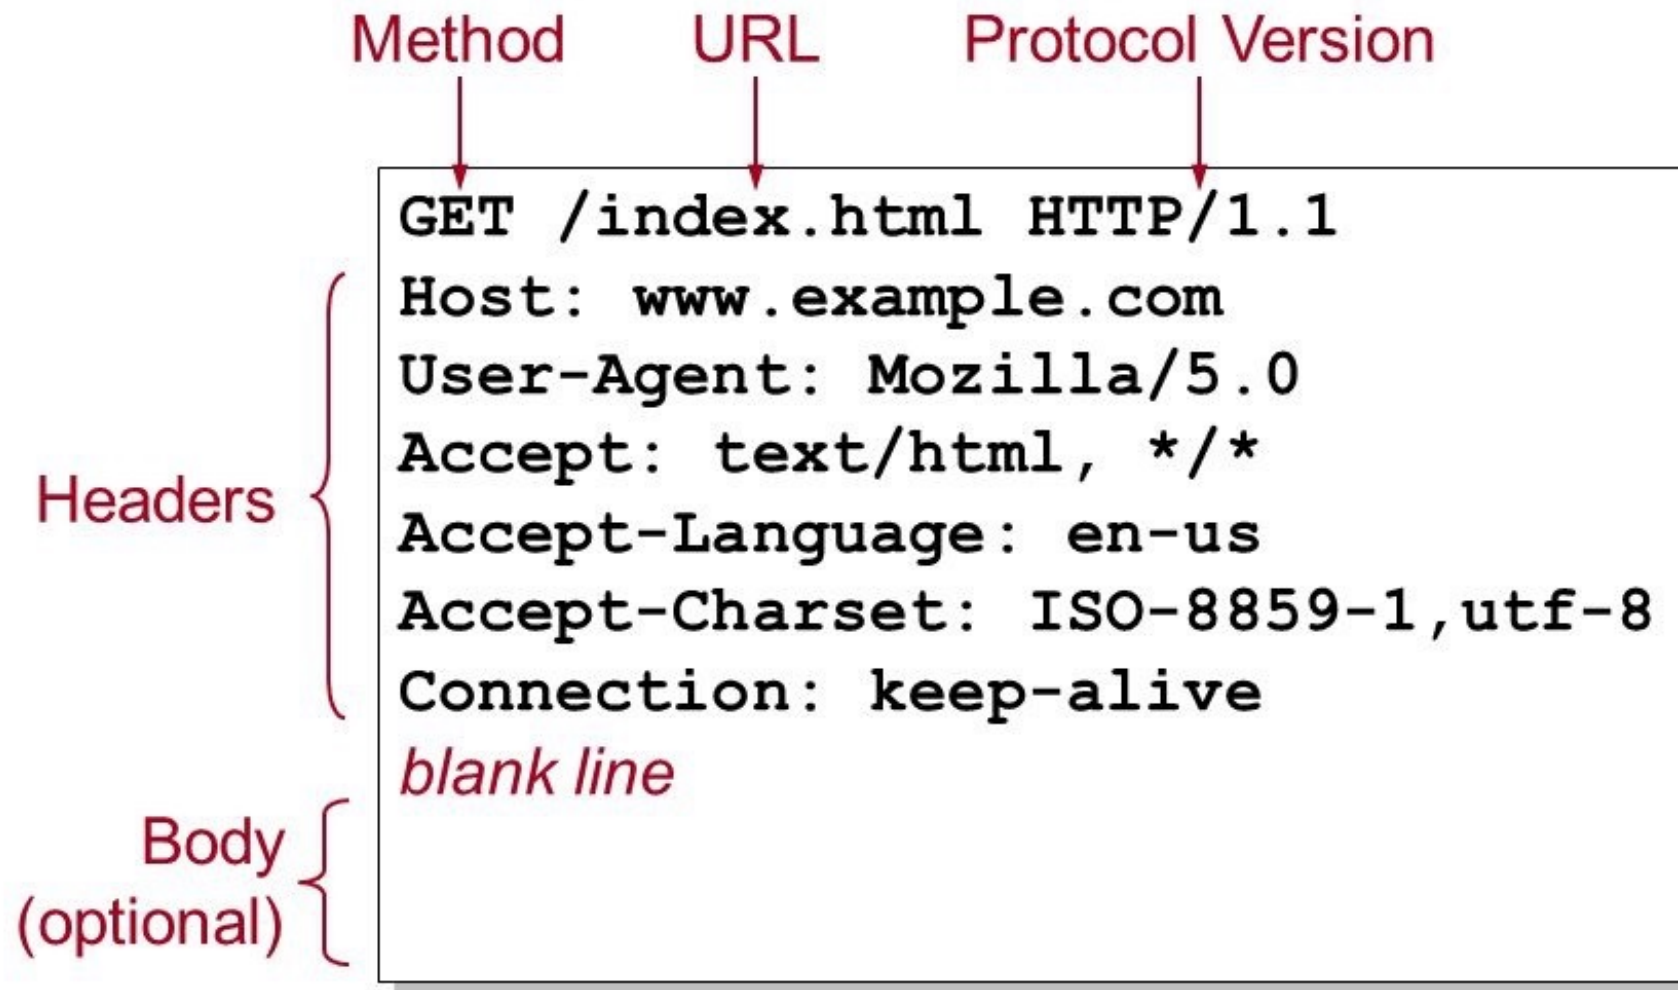 Method URL Protocol Version
GET /index.html HTTP/1.1
Host: www.example.com
User-Agent: Mozilla/5.0
Accept: text/html, */*
Headers
Accept-Language: en-us
Accept-Charset: ISO-8859-1,utf-8
Connection: keep-alive
blank line
Body
(optional)